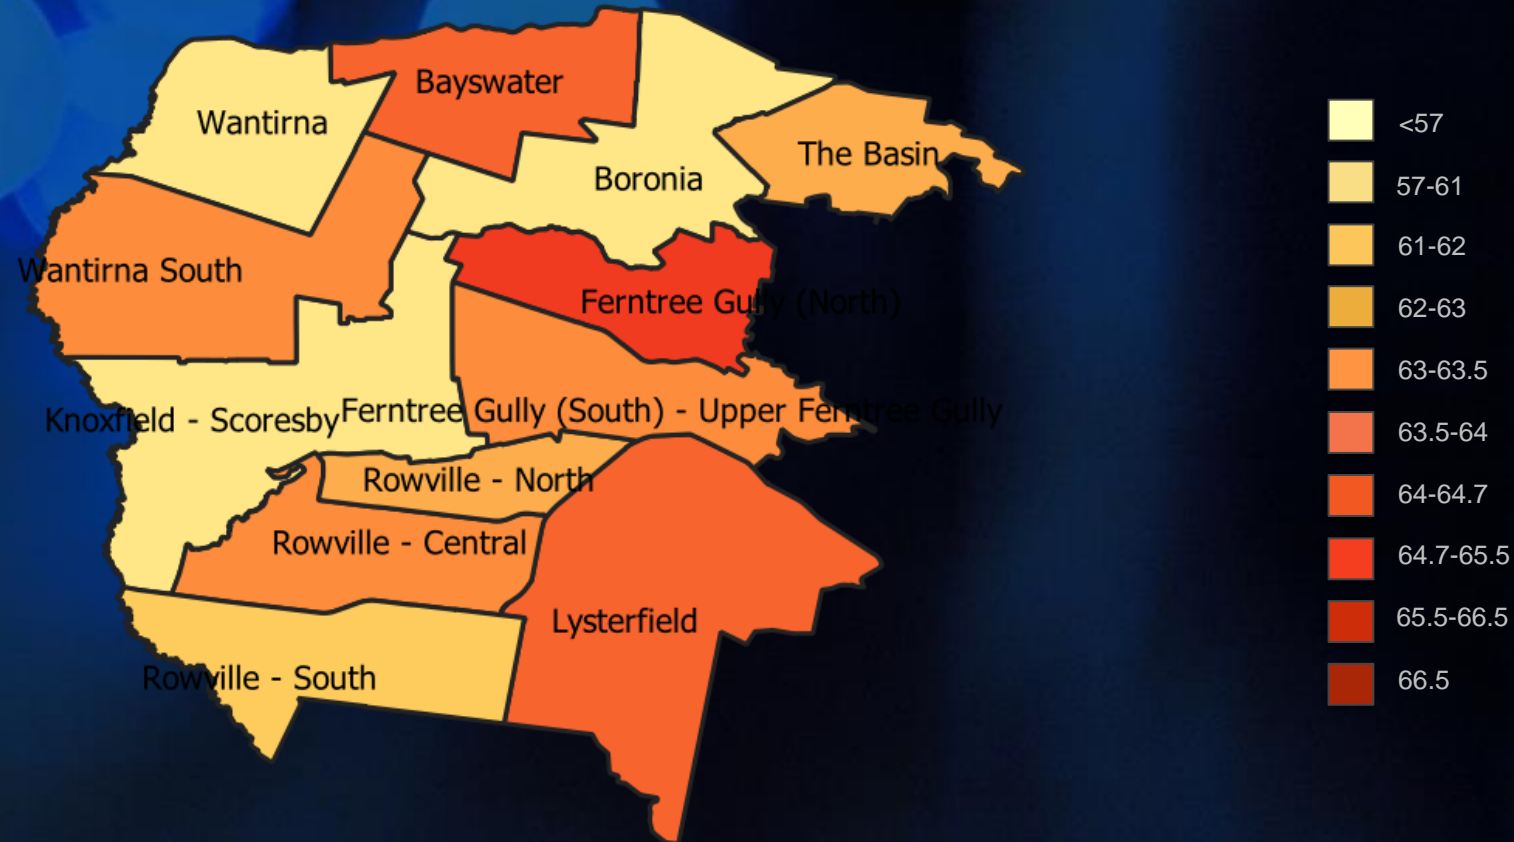 Bayswater
Wantirna
The Basin
Boronia
Wantirna South
Ferntree Gully (North)
Knoxfield - Scoresby
Ferntree Gully (South) - Upper Ferntree Gully
Rowville - North
Rowville - Central
Lysterfield
Rowville - South
<57
57-61
61-62
62-63
63-63.5
63.5-64
64-64.7
64.7-65.5
65.5-66.5
66.5